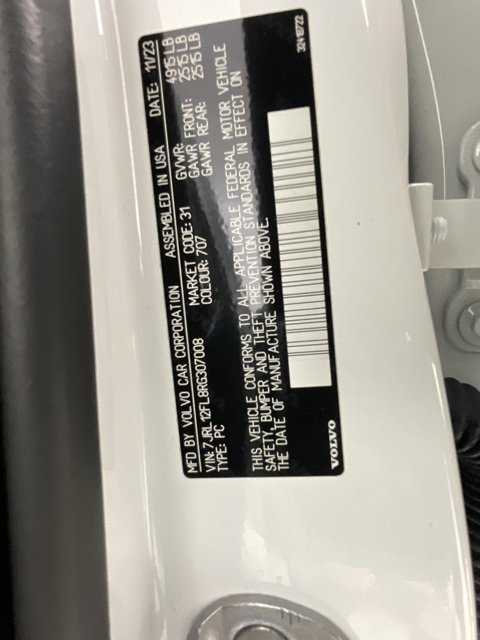 MFD BY VOLVO CAR CORPORATION ASSEMBLED IN USA DATE: 11/23
VIN: 7JRL12FL8RG307008 GVWR: 4915 LB
TYPE: PC MARKET CODE: 31 GAWR FRONT: 2515 LB
COLOUR: 707 GAWR REAR: 2515 LB
THIS VEHICLE CONFORMS TO ALL APPLICABLE FEDERAL MOTOR VEHICLE
SAFETY, BUMPER AND THEFT PREVENTION STANDARDS IN EFFECT ON
THE DATE OF MANUFACTURE SHOWN ABOVE.
VOLVO 32419722